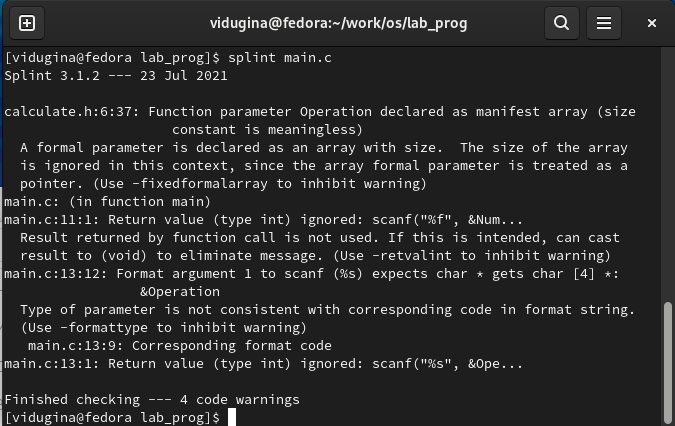 vidugina@fedora:~/work/os/lab_prog
[vidugina@fedora lab_prog]$ splint main.c
Splint 3.1.2 --- 23 Jul 2021
calculate.h:6:37: Function parameter Operation declared as manifest array (size
constant is meaningless)
A formal parameter is declared as an array with size.  The size of the array
is ignored in this context, since the array formal parameter is treated as a
pointer. (Use -fixedformalarray to inhibit warning)
main.c: (in function main)
main.c:11:1: Return value (type int) ignored: scanf("%f", &Num...
Result returned by function call is not used. If this is intended, can cast
result to (void) to eliminate message. (Use -retvalint to inhibit warning)
main.c:13:12: Format argument 1 to scanf (%s) expects char * gets char [4] *:
&Operation
Type of parameter is not consistent with corresponding code in format string.
(Use -formattype to inhibit warning)
main.c:13:9: Corresponding format code
main.c:13:1: Return value (type int) ignored: scanf("%s", &Ope...
Finished checking --- 4 code warnings
[vidugina@fedora lab_prog]$